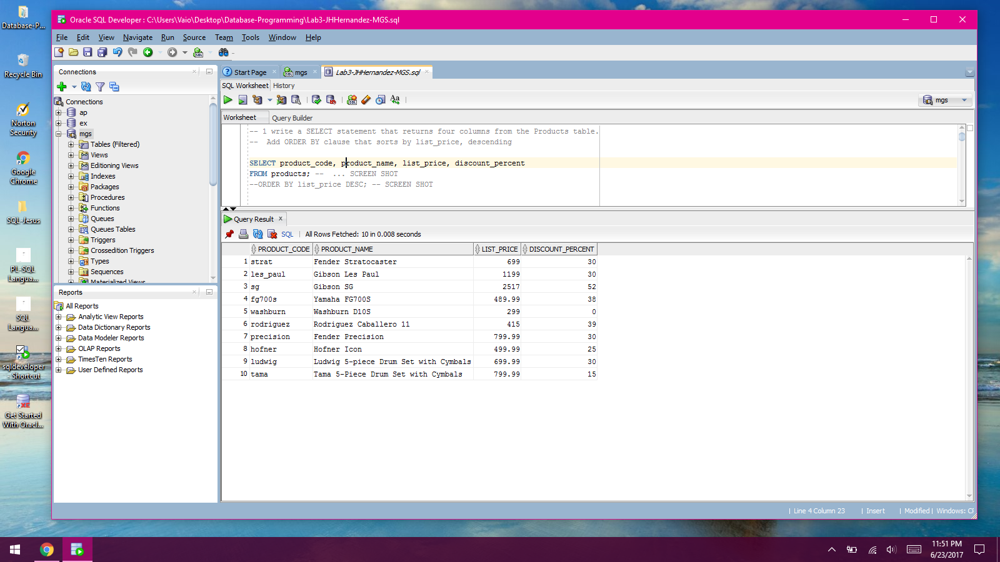 Database-P...
Recycle Bin
Norton
Security
Google
Chrome
SQL-Jesus
PL-SQL
Langua...
SQL
Langua...
sqldeveloper
- Shortcut
Get Started
With Oracl...
Oracle SQL Developer : C:\Users\Vaio\Desktop\Database-Programming\Lab3-JHHernandez-MGS.sql
File Edit View Navigate Run Source Team Tools Window Help
Connections
Connections
ap
ex
mgs
Tables (Filtered)
Views
Editioning Views
Indexes
Packages
Procedures
Functions
Queues
Queues Tables
Triggers
Crossedition Triggers
Types
Sequences
Materialized Views
Reports
All Reports
Analytic View Reports
Data Dictionary Reports
Data Modeler Reports
OLAP Reports
TimesTen Reports
User Defined Reports
Start Page mgs Lab3-JHHernandez-MGS.sql
SQL Worksheet History
mgs
Worksheet Query Builder
-- 1 write a SELECT statement that returns four columns from the Products table.
--  Add ORDER BY clause that sorts by list_price, descending
SELECT product_code, product_name, list_price, discount_percent
FROM products; --  ... SCREEN SHOT
--ORDER BY list_price DESC; -- SCREEN SHOT
Query Result
SQL | All Rows Fetched: 10 in 0.008 seconds
PRODUCT_CODE PRODUCT_NAME LIST_PRICE DISCOUNT_PERCENT
1 strat Fender Stratocaster 699 30
2 les_paul Gibson Les Paul 1199 30
3 sg Gibson SG 2517 52
4 fg700s Yamaha FG700S 489.99 38
5 washburn Washburn D10S 299 0
6 rodriguez Rodriguez Caballero 11 415 39
7 precision Fender Precision 799.99 30
8 hofner Hofner Icon 499.99 25
9 ludwig Ludwig 5-piece Drum Set with Cymbals 699.99 30
10 tama Tama 5-Piece Drum Set with Cymbals 799.99 15
| Line 4 Column 23 | Insert | Modified | Windows: CF
11:51 PM
6/23/2017